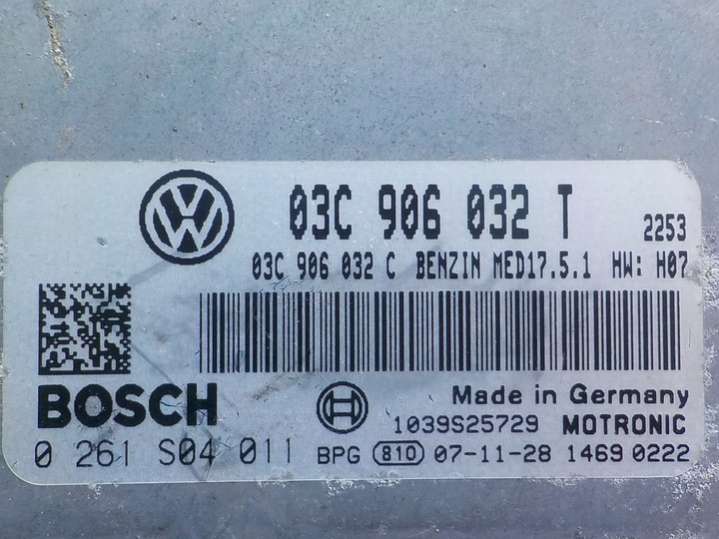 03C 906 032 T 2253
03C 906 032 C BENZIN MED17.5.1 HW: H07
BOSCH Made in Germany
1039S25729 MOTRONIC
0 261 S04 011 BPG 810 07-11-28 1469 0222